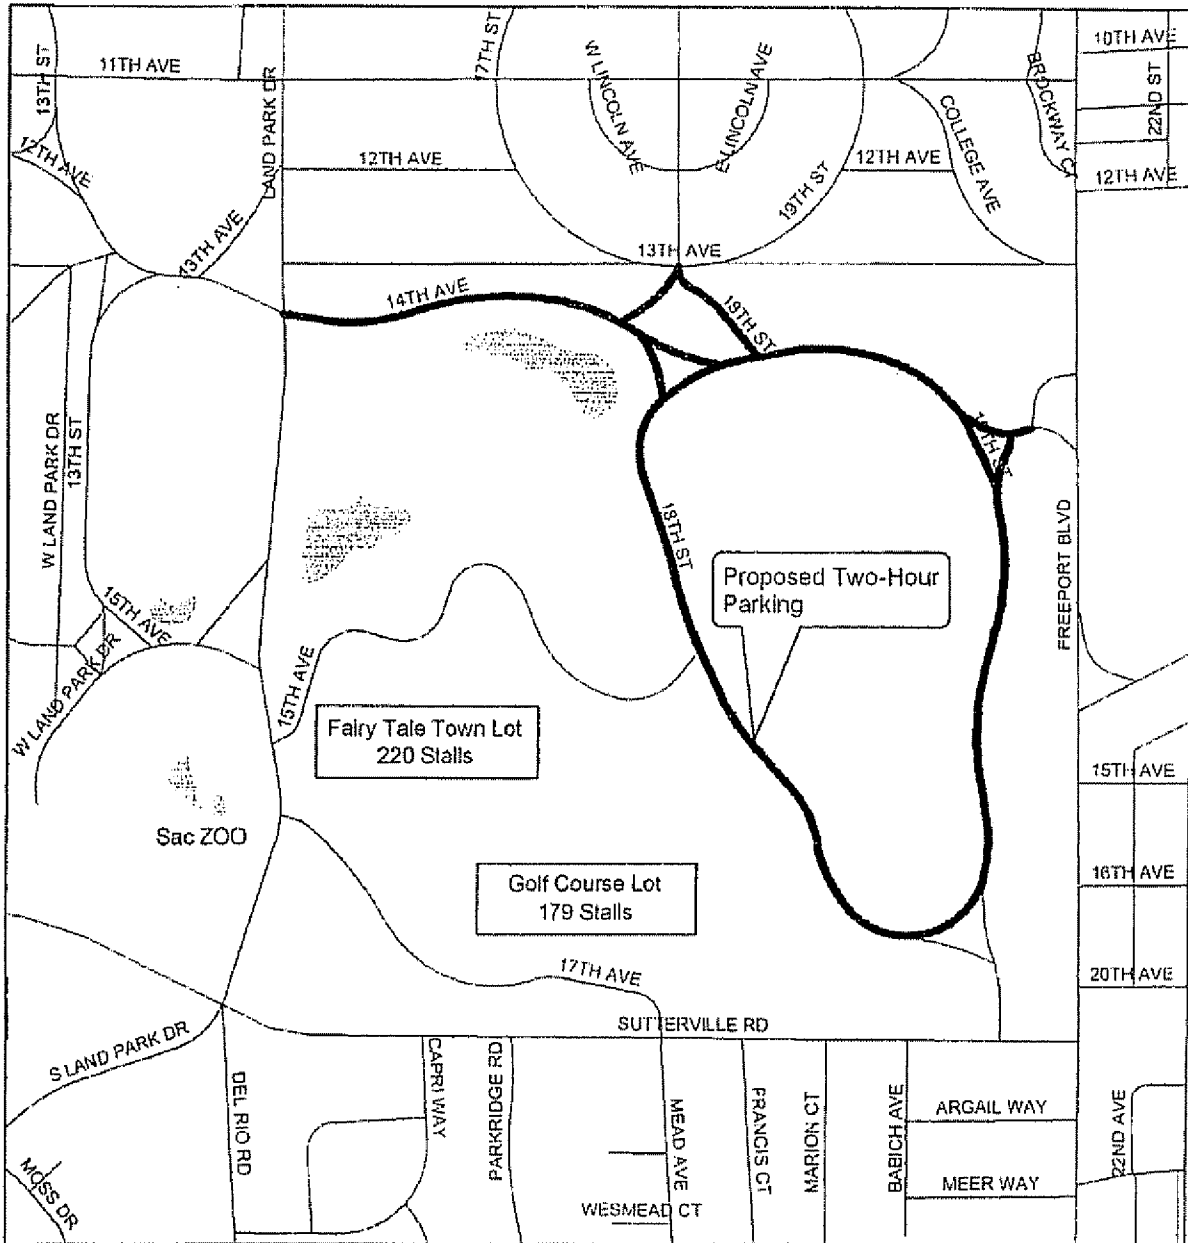 13TH ST
11TH AVE
LAND PARK DR
17TH ST
W LINCOLN AVE
E LINCOLN AVE
BROCKWAY CT
10TH AVE
22ND ST
12TH AVE
12TH AVE
19TH ST
12TH AVE
COLLEGE AVE
12TH AVE
13TH AVE
13TH AVE
14TH AVE
19TH ST
W LAND PARK DR
13TH ST
18TH ST
FREEPORT BLVD
Proposed Two-Hour
Parking
15TH AVE
W LAND PARK DR
15TH AVE
Fairy Tale Town Lot
220 Stalls
15TH AVE
Sac ZOO
Golf Course Lot
179 Stalls
16TH AVE
17TH AVE
20TH AVE
SUTTERVILLE RD
S LAND PARK DR
DEL RIO RD
CAPRI WAY
PARKRIDGE RD
MEAD AVE
FRANCIS CT
MARION CT
BABICH AVE
ARGAIL WAY
22ND AVE
MOSS DR
MEER WAY
WESMEAD CT